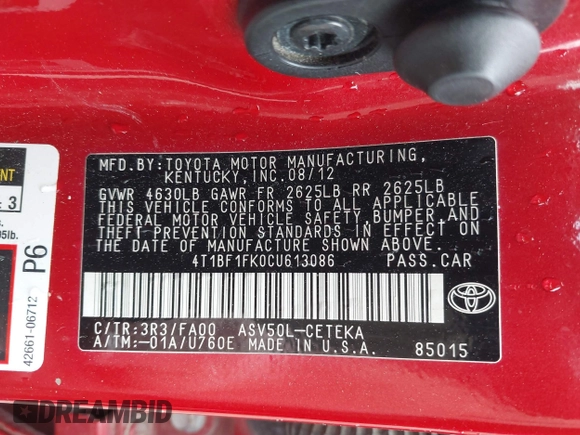 MFD.BY:TOYOTA MOTOR MANUFACTURING,
KENTUCKY, INC. 08/12
GVWR 4630LB GAWR FR 2625LB RR 2625LB
THIS VEHICLE CONFORMS TO ALL APPLICABLE
FEDERAL MOTOR VEHICLE SAFETY,BUMPER,AND
THEFT PREVENTION STANDARDS IN EFFECT ON
THE DATE OF MANUFACTURE SHOWN ABOVE.
4T1BF1FK0CU613086 PASS.CAR
C/TR:3R3/FA00 ASV50L-CETEKA
A/TM:-01A/U760E MADE IN U.S.A. 85015
TOYOTA
3
P6
42661-06712
DREAMBID